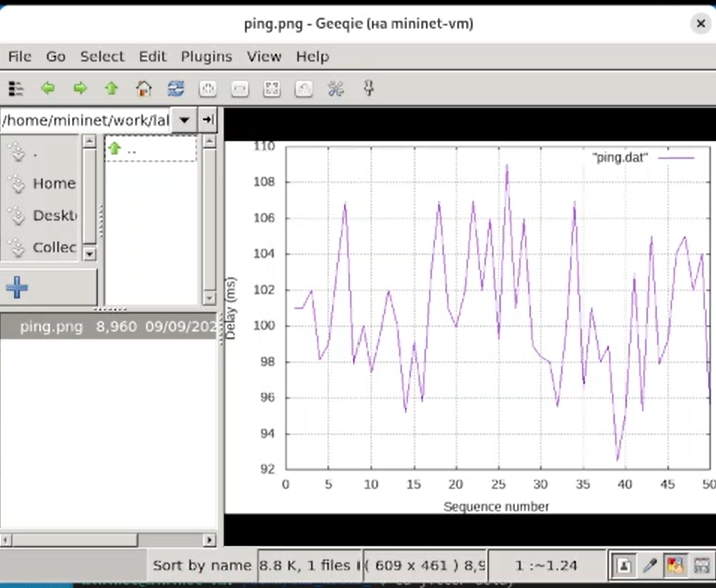 ping.png - Geeqie (на mininet-vm)
File Go Select Edit Plugins View Help
/home/mininet/work/lal
.
..
Home
Deskt
Collec
ping.png 8,960 09/09/202
"ping.dat"
Delay (ms)
110
108
106
104
102
100
98
96
94
92
0 5 10 15 20 25 30 35 40 45 50
Sequence number
Sort by name 8.8 K, 1 files ( 609 x 461 ) 8,9 1 :~1.24